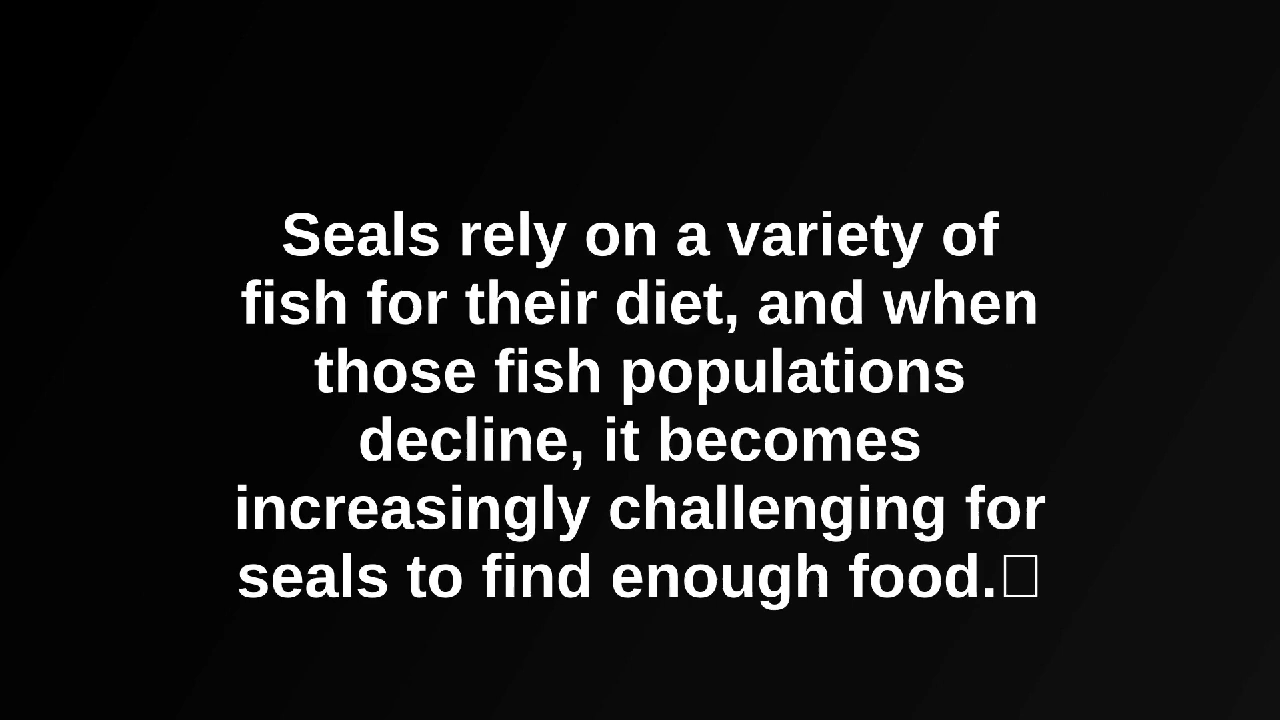 Seals rely on a variety of
fish for their diet, and when
those fish populations
decline, it becomes
increasingly challenging for
seals to find enough food.